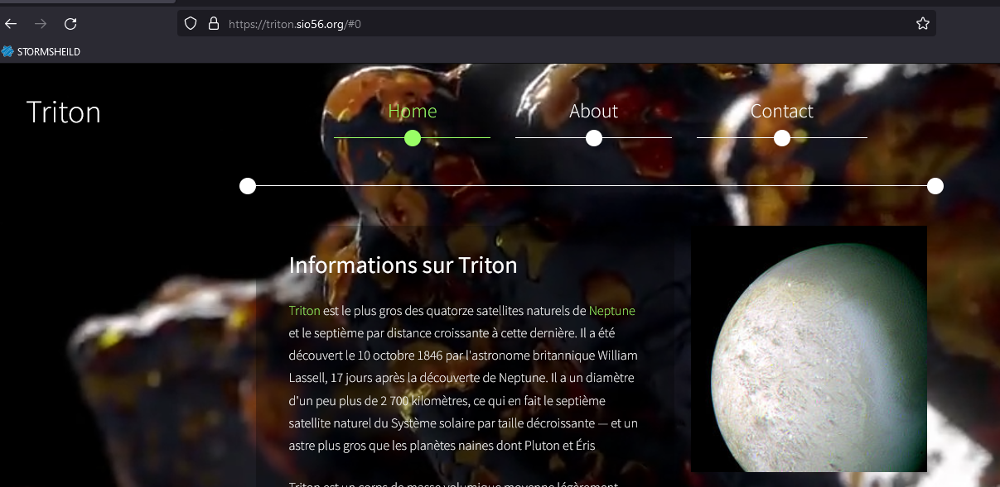 https://triton.sio56.org/#0
STORMSHEILD
Triton
Home
About
Contact
Informations sur Triton
Triton est le plus gros des quatorze satellites naturels de Neptune
et le septième par distance croissante à cette dernière. Il a été
découvert le 10 octobre 1846 par l'astronome britannique William
Lassell, 17 jours après la découverte de Neptune. Il a un diamètre
d'un peu plus de 2 700 kilomètres, ce qui en fait le septième
satellite naturel du Système solaire par taille décroissante — et un
astre plus gros que les planètes naines dont Pluton et Éris
Triton est un corps de masse volumique moyenne légèrement